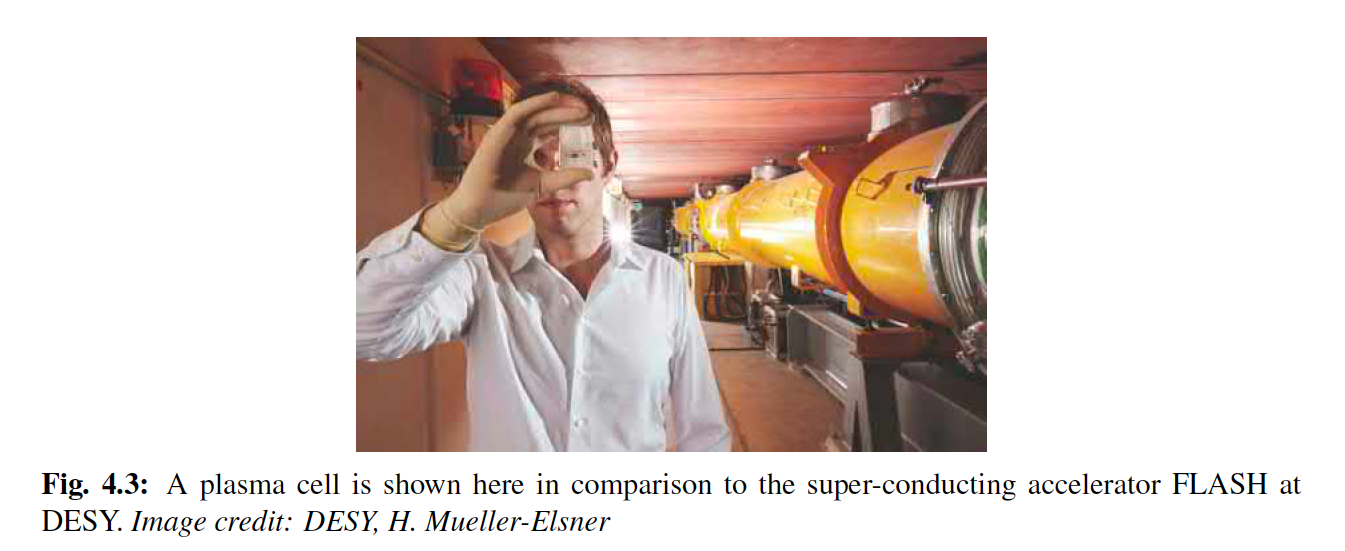 Fig. 4.3: A plasma cell is shown here in comparison to the super-conducting accelerator FLASH at
DESY. Image credit: DESY, H. Mueller-Elsner